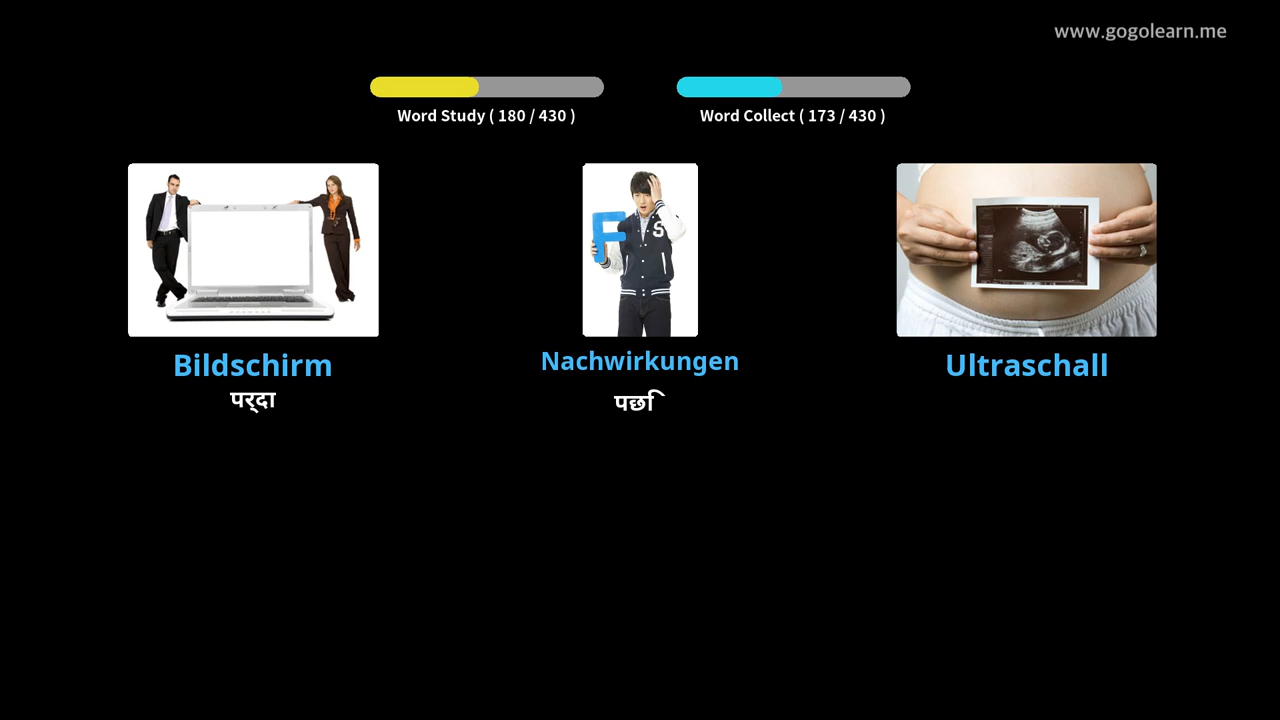 www.gogolearn.me
Word Study ( 180 / 430 )
Word Collect ( 173 / 430 )
F
S
Bildschirm
Nachwirkungen
Ultraschall
पर्‌दा
पछि